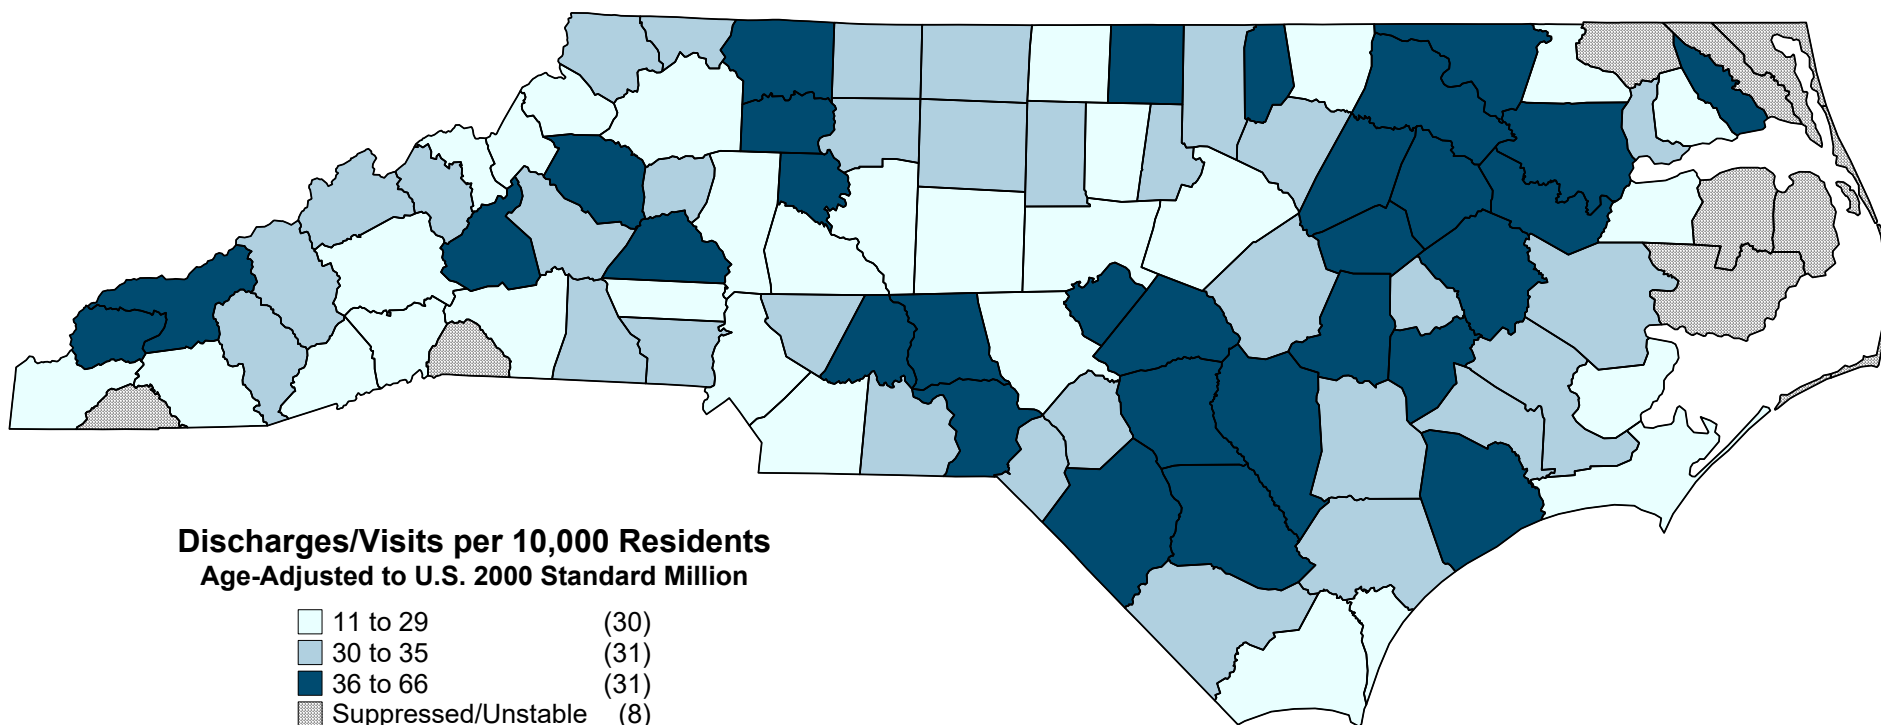 Discharges/Visits per 10,000 Residents
Age-Adjusted to U.S. 2000 Standard Million
11 to 29 (30)
30 to 35 (31)
36 to 66 (31)
Suppressed/Unstable (8)